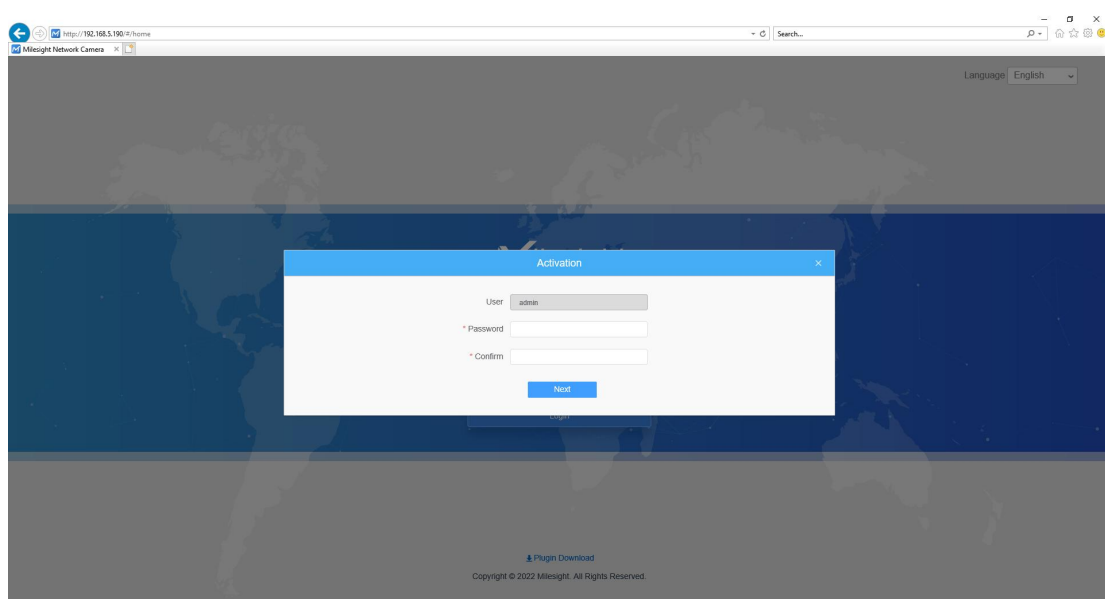 http://192.168.5.190/#/home
Search...
Milesight Network Camera
Language English
Activation
User admin
* Password
* Confirm
Next
Login
Plugin Download
Copyright © 2022 Milesight. All Rights Reserved.